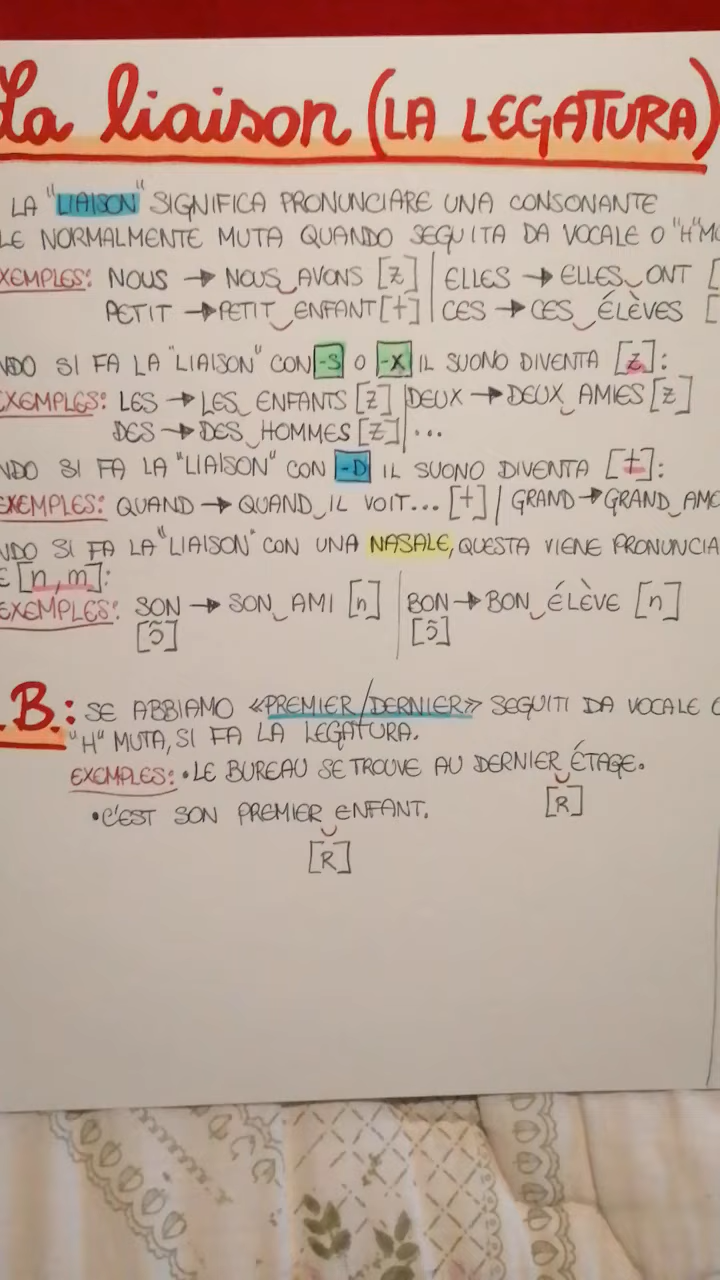 La liaison (LA LEGATURA)
LA "LIAISON" SIGNIFICA PRONUNCIARE UNA CONSONANTE
LE NORMALMENTE MUTA QUANDO SEGUITA DA VOCALE O "H" MU
XEMPLES: NOUS → NOUS‿AVONS [z] | ELLES → ELLES‿ONT [
PETIT → PETIT‿ENFANT [t] | CES → CES‿ÉLÈVES [
NDO SI FA LA "LIAISON" CON -S O -X IL SUONO DIVENTA [z]:
EXEMPLES: LES → LES‿ENFANTS [z] | DEUX → DEUX‿AMIES [z]
DES → DES‿HOMMES [z] | ...
NDO SI FA LA "LIAISON" CON -D IL SUONO DIVENTA [t]:
EXEMPLES: QUAND → QUAND‿IL VOIT... [t] | GRAND → GRAND‿AMO
NDO SI FA LA "LIAISON" CON UNA NASALE, QUESTA VIENE PRONUNCIA
E [n, m]:
EXEMPLES: SON → SON‿AMI [n] | BON → BON‿ÉLÈVE [n]
[õ] [õ]
.B.: SE ABBIAMO «PREMIER/DERNIER» SEGUITI DA VOCALE O
"H" MUTA, SI FA LA LEGATURA.
EXEMPLES: • LE BUREAU SE TROUVE AU DERNIER‿ÉTAGE.
[R]
• C'EST SON PREMIER‿ENFANT.
[R]